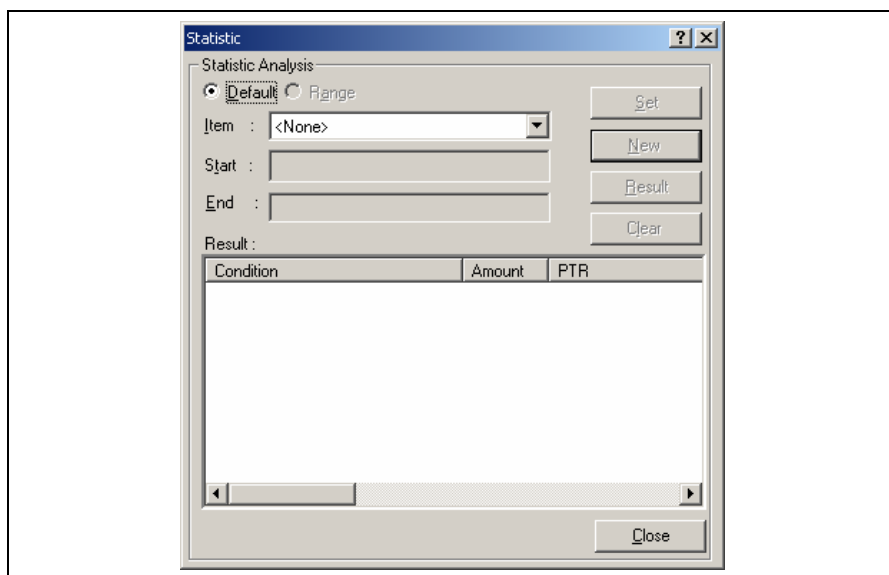 Statistic
Statistic Analysis
Default Range
Set
Item : <None>
New
Start :
Result
End :
Clear
Result :
Condition Amount PTR
Close